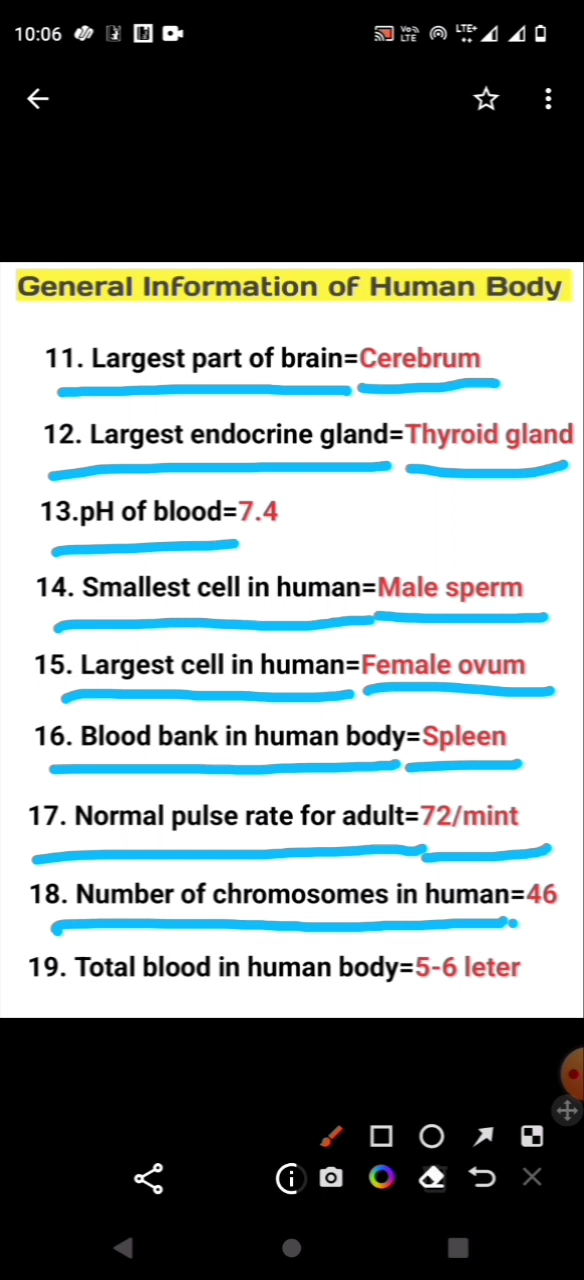 10:06
Vo))
LTE
LTE+
General Information of Human Body
11. Largest part of brain=Cerebrum
12. Largest endocrine gland=Thyroid gland
13.pH of blood=7.4
14. Smallest cell in human=Male sperm
15. Largest cell in human=Female ovum
16. Blood bank in human body=Spleen
17. Normal pulse rate for adult=72/mint
18. Number of chromosomes in human=46
19. Total blood in human body=5-6 leter